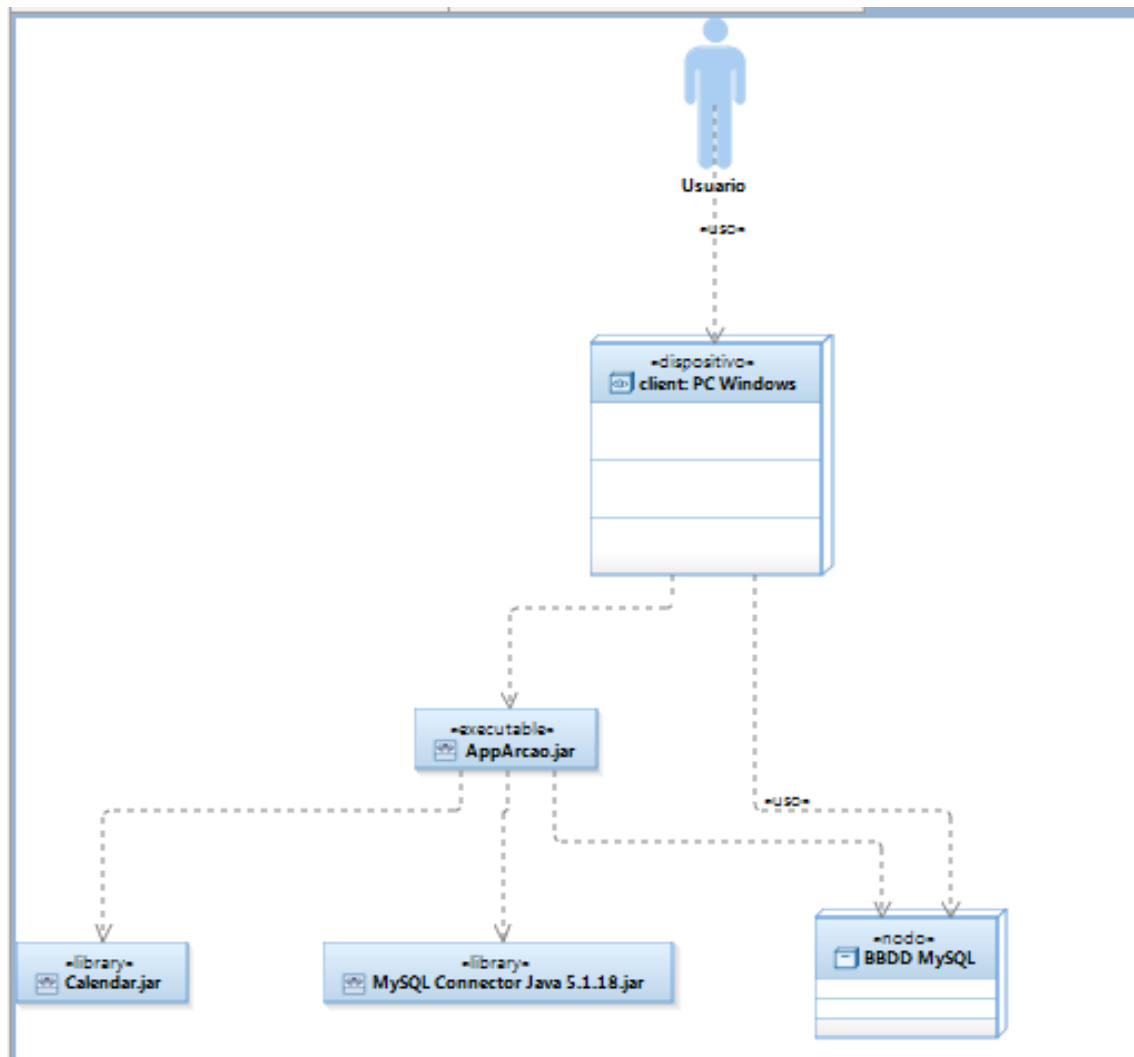 Usuario
«uso»
«dispositivo»
client: PC Windows
«executable»
AppArcao.jar
«uso»
«library»
Calendar.jar
«library»
MySQL Connector Java 5.1.18.jar
«nodo»
BBDD MySQL